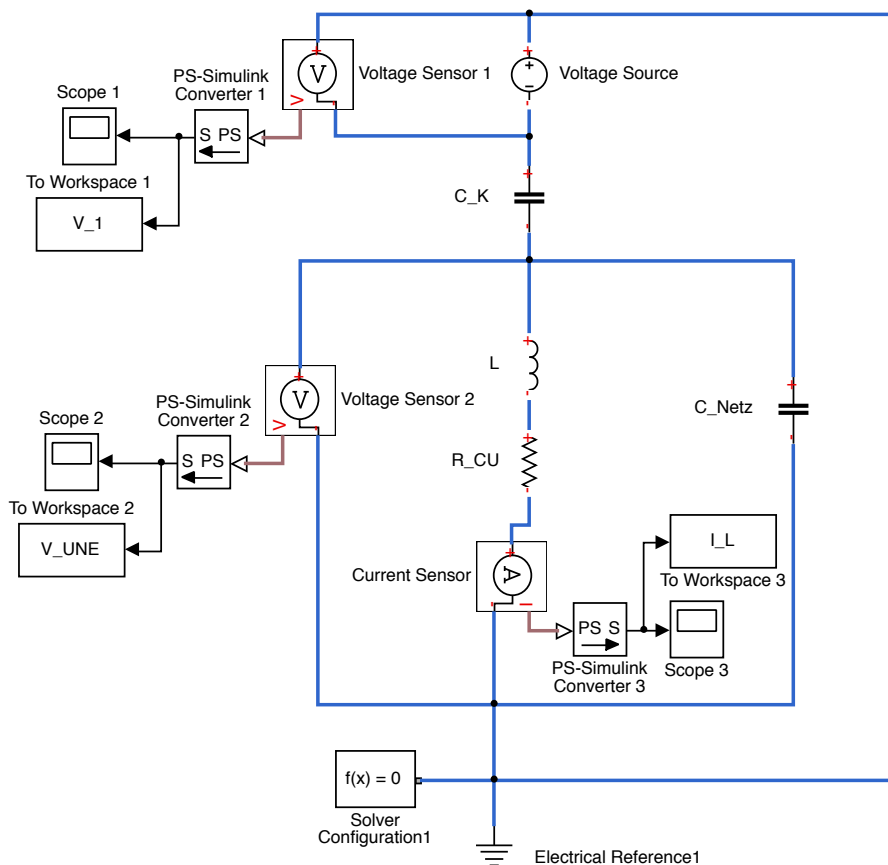 PS-Simulink
Converter 1
Voltage Sensor 1
Voltage Source
Scope 1
V
+
-
V
S PS
To Workspace 1
V_1
C_K
+
-
L
+
-
Voltage Sensor 2
V
+
-
V
PS-Simulink
Converter 2
Scope 2
S PS
To Workspace 2
V_UNE
C_Netz
+
-
R_CU
+
-
Current Sensor
A
+
-
I
I_L
To Workspace 3
PS S
PS-Simulink
Converter 3
Scope 3
f(x) = 0
Solver
Configuration1
Electrical Reference1